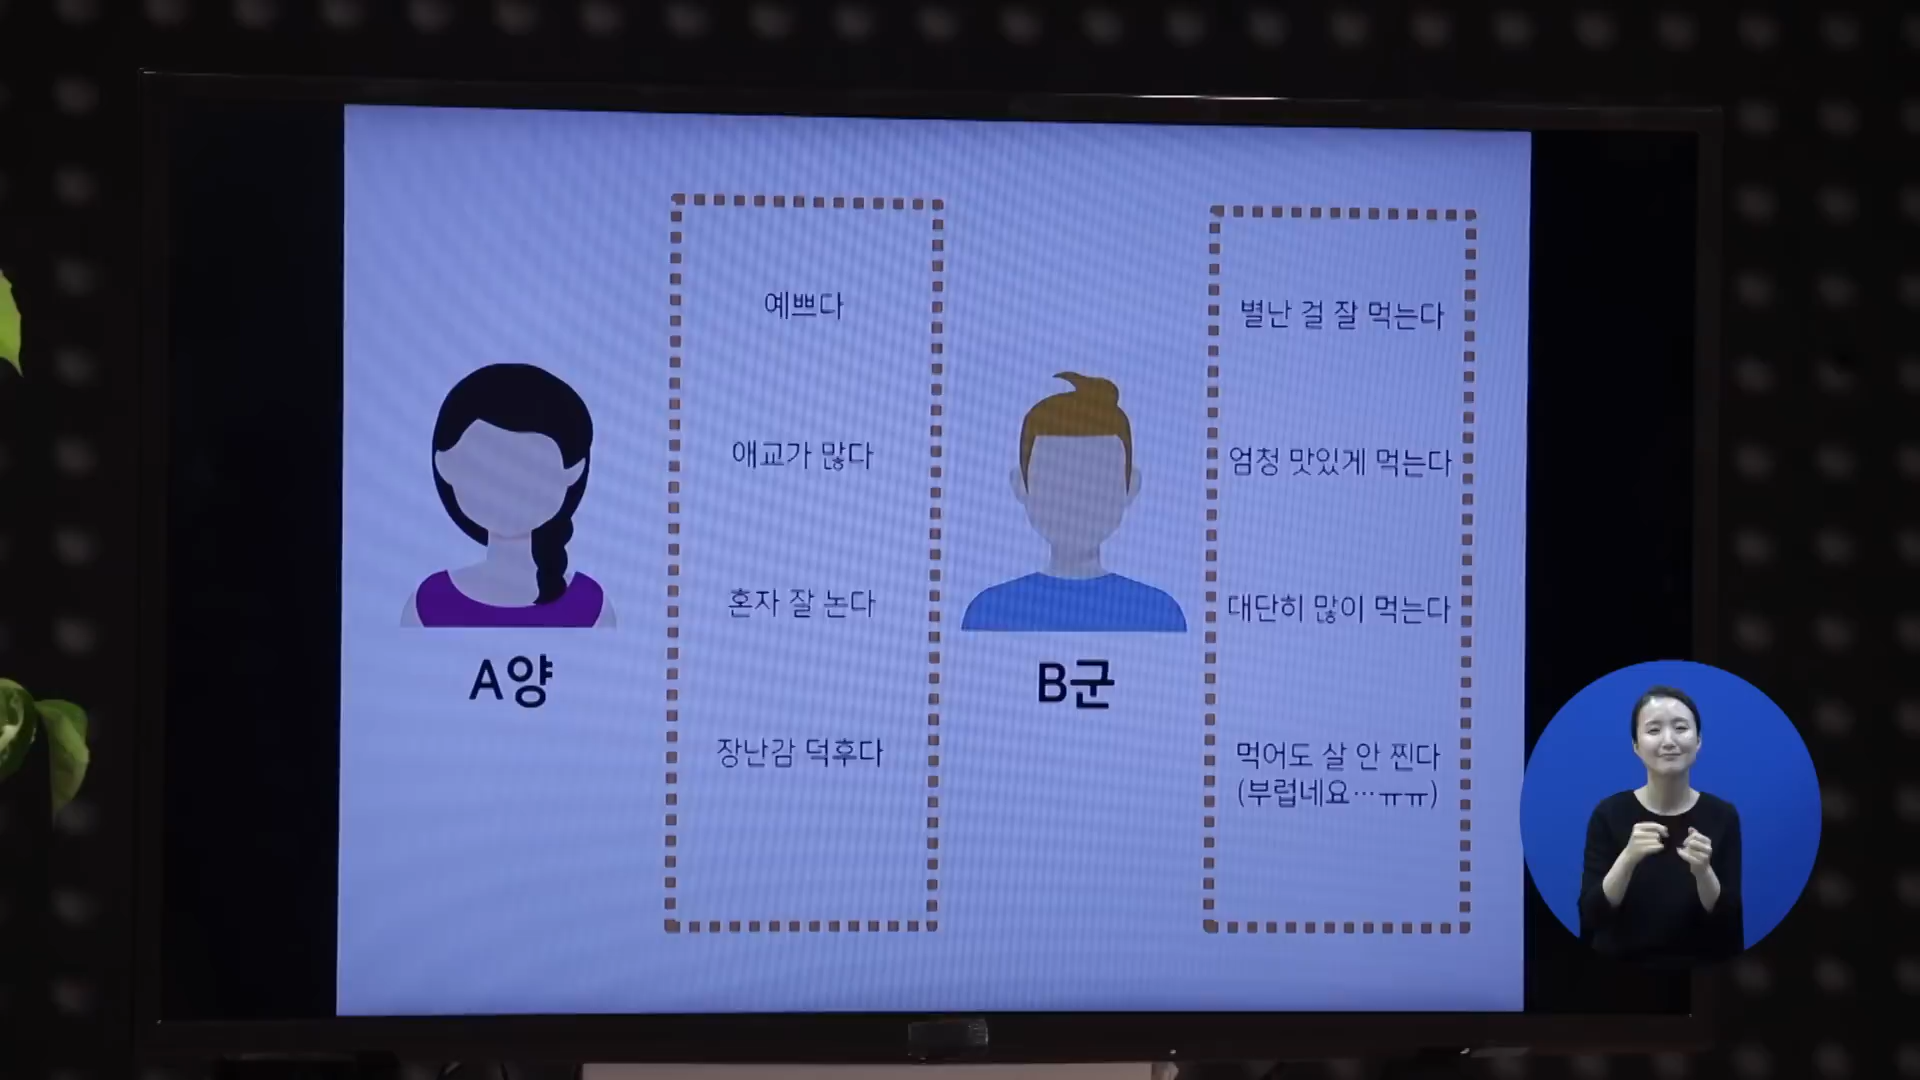 예쁘다
애교가 많다
혼자 잘 논다
장난감 덕후다
A양
별난 걸 잘 먹는다
엄청 맛있게 먹는다
대단히 많이 먹는다
먹어도 살 안 찐다
(부럽네요…ㅠㅠ)
B군